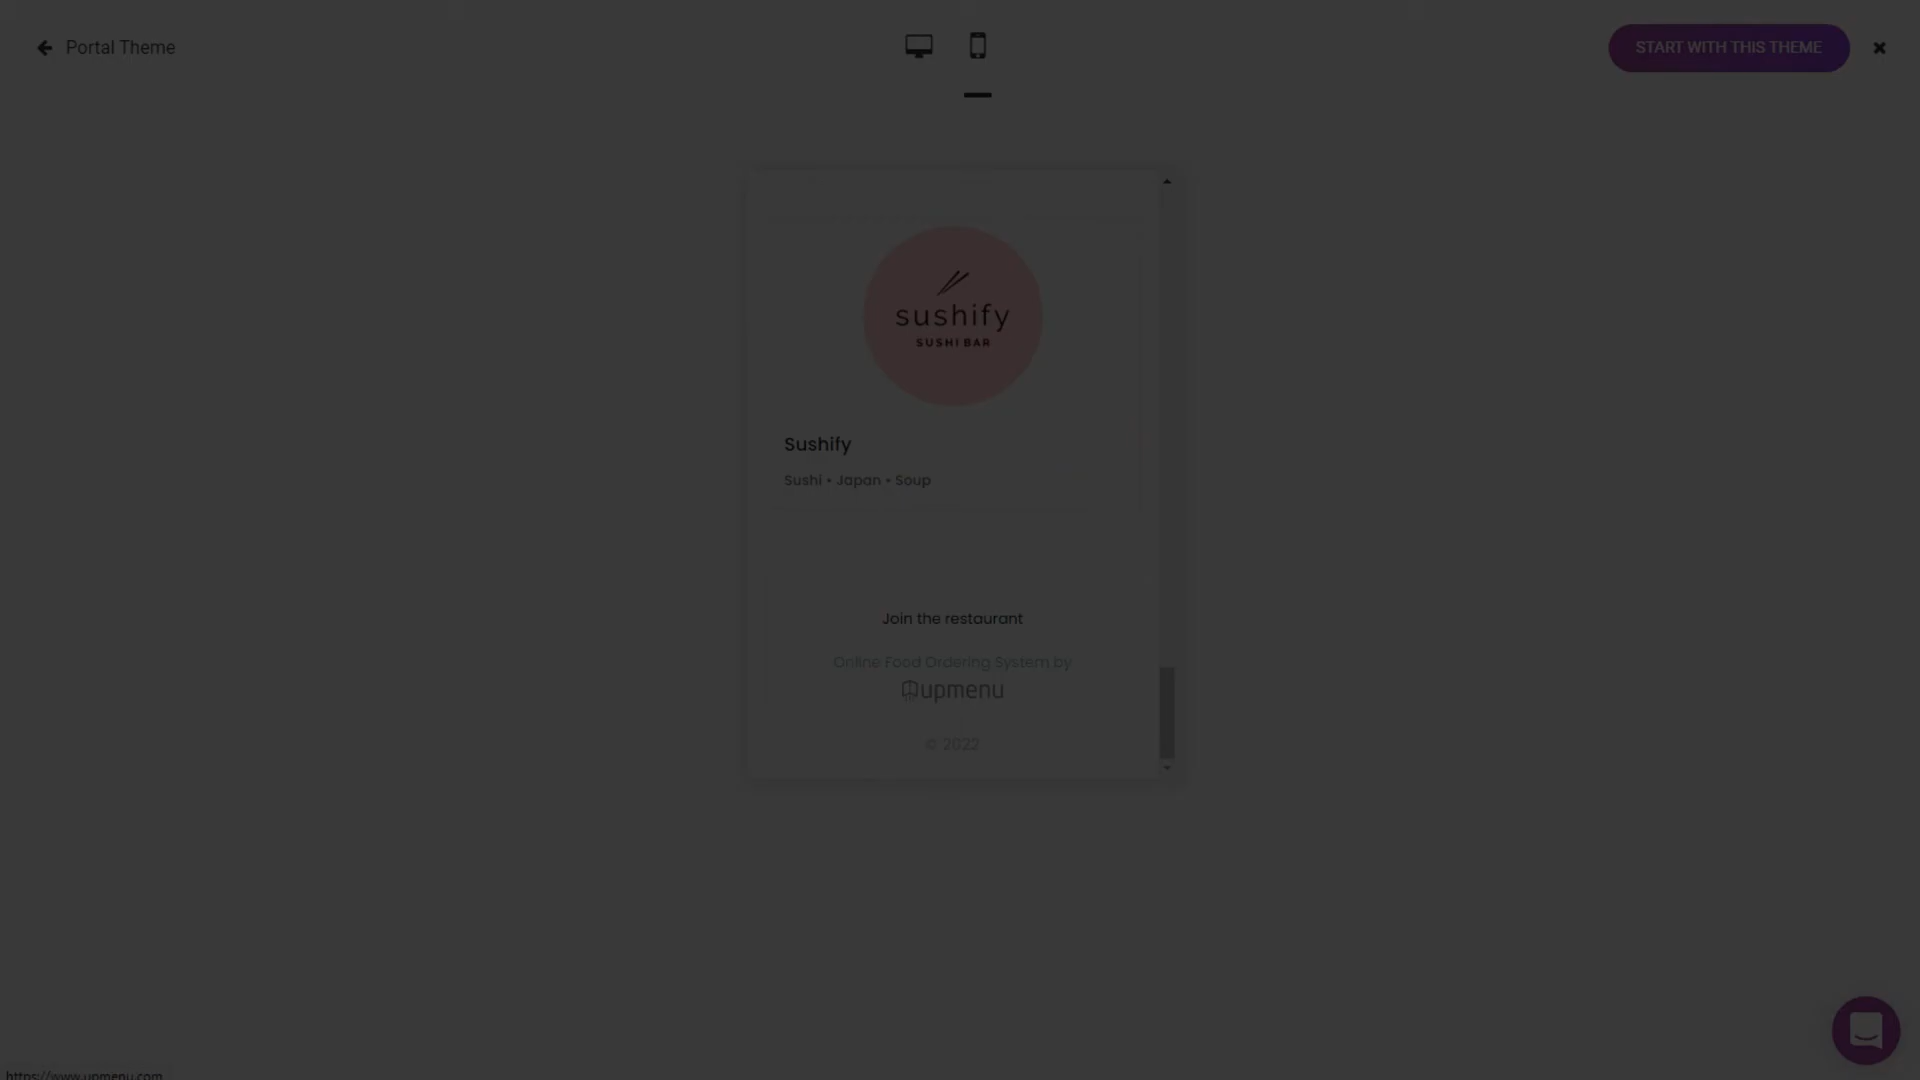 Portal Theme
START WITH THIS THEME
sushify
SUSHI BAR
Sushify
Sushi • Japan • Soup
Join the restaurant
Online Food Ordering System by
upmenu
© 2022
https://www.upmenu.com